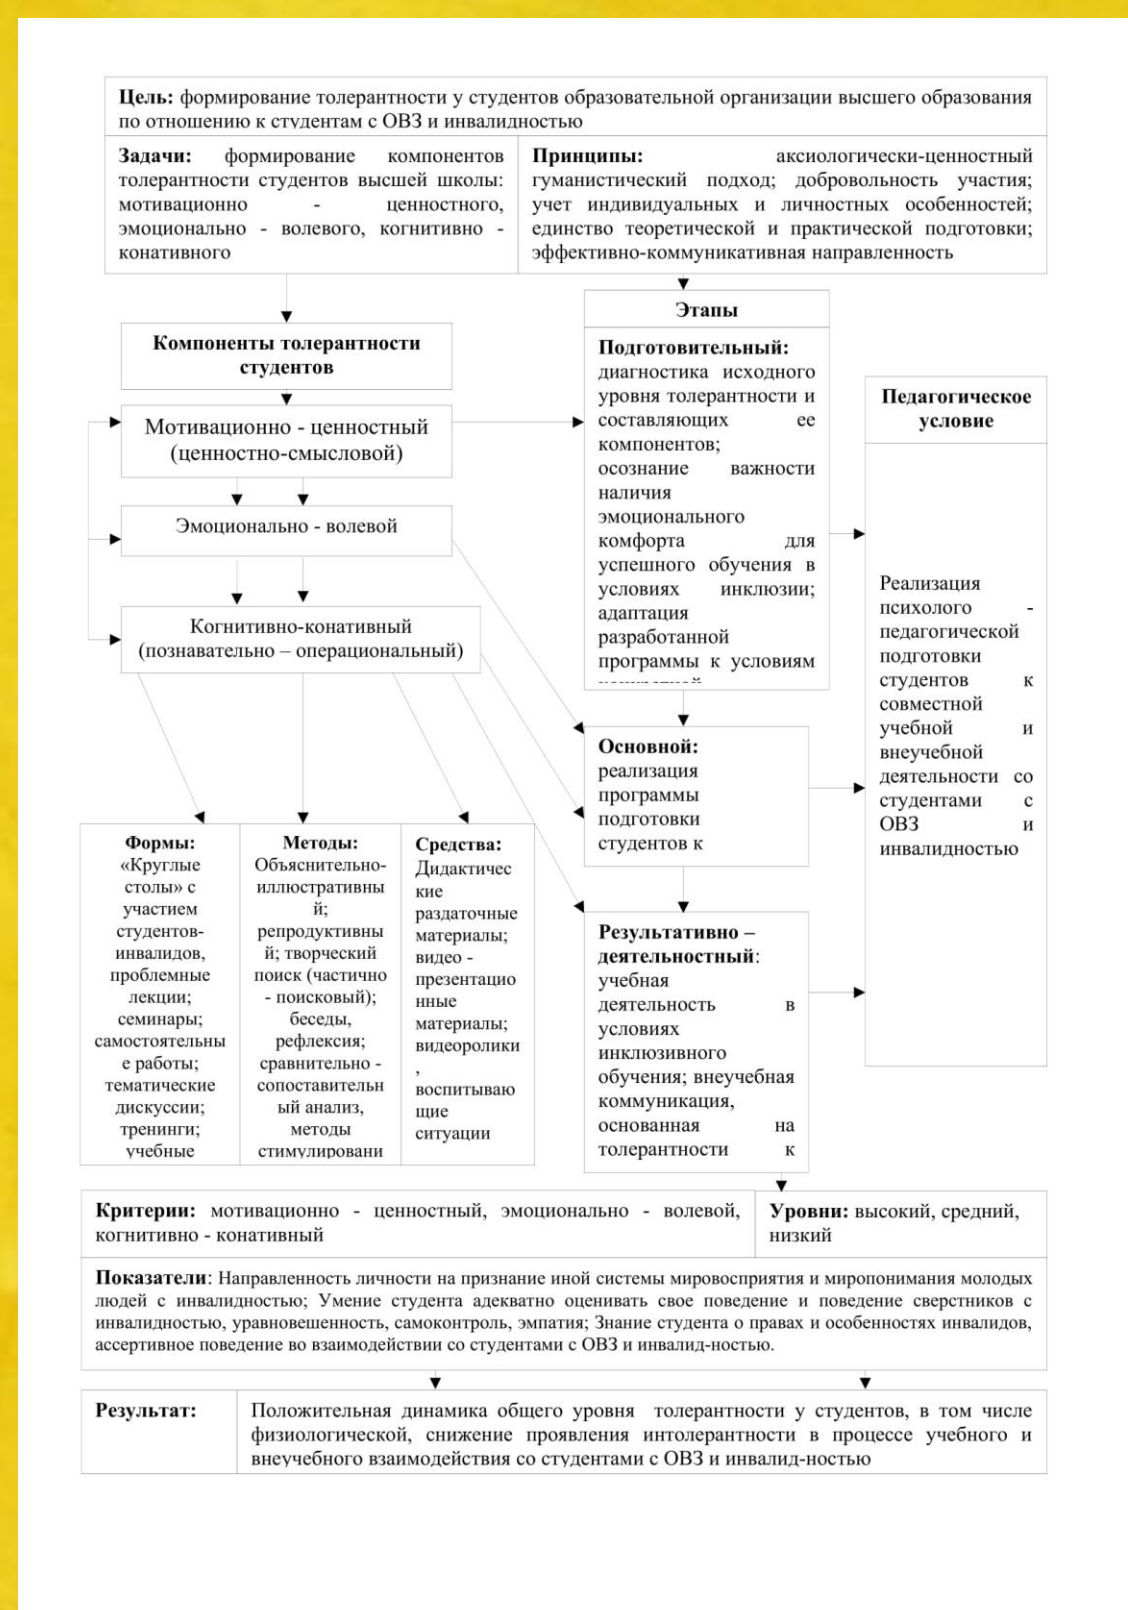 Цель: формирование толерантности у студентов образовательной организации высшего образования
по отношению к студентам с ОВЗ и инвалидностью
Задачи: формирование компонентов
толерантности студентов высшей школы:
мотивационно - ценностного,
эмоционально - волевого, когнитивно -
конативного
Принципы: аксиологически-ценностный
гуманистический подход; добровольность участия;
учет индивидуальных и личностных особенностей;
единство теоретической и практической подготовки;
эффективно-коммуникативная направленность
Компоненты толерантности
студентов
Мотивационно - ценностный
(ценностно-смысловой)
Эмоционально - волевой
Когнитивно-конативный
(познавательно – операциональный)
Этапы
Подготовительный:
диагностика исходного
уровня толерантности и
составляющих ее
компонентов;
осознание важности
наличия
эмоционального
комфорта для
успешного обучения в
условиях инклюзии;
адаптация
разработанной
программы к условиям
Основной:
реализация
программы
подготовки
студентов к
Результативно –
деятельностный:
учебная
деятельность в
условиях
инклюзивного
обучения; внеучебная
коммуникация,
основанная на
толерантности к
Педагогическое
условие
Реализация
психолого -
педагогической
подготовки
студентов к
совместной
учебной и
внеучебной
деятельности со
студентами с
ОВЗ и
инвалидностью
Формы:
«Круглые
столы» с
участием
студентов-
инвалидов,
проблемные
лекции;
семинары;
самостоятельны
е работы;
тематические
дискуссии;
тренинги;
учебные
Методы:
Объяснительно-
иллюстративны
й;
репродуктивны
й; творческий
поиск (частично
- поисковый);
беседы,
рефлексия;
сравнительно -
сопоставительн
ый анализ,
методы
стимулировани
Средства:
Дидактичес
кие
раздаточные
материалы;
видео -
презентацио
нные
материалы;
видеоролики
,
воспитываю
щие
ситуации
Критерии: мотивационно - ценностный, эмоционально - волевой,
когнитивно - конативный
Уровни: высокий, средний,
низкий
Показатели: Направленность личности на признание иной системы мировосприятия и миропонимания молодых
людей с инвалидностью; Умение студента адекватно оценивать свое поведение и поведение сверстников с
инвалидностью, уравновешенность, самоконтроль, эмпатия; Знание студента о правах и особенностях инвалидов,
ассертивное поведение во взаимодействии со студентами с ОВЗ и инвалид-ностью.
Результат:
Положительная динамика общего уровня толерантности у студентов, в том числе
физиологической, снижение проявления интолерантности в процессе учебного и
внеучебного взаимодействия со студентами с ОВЗ и инвалид-ностью